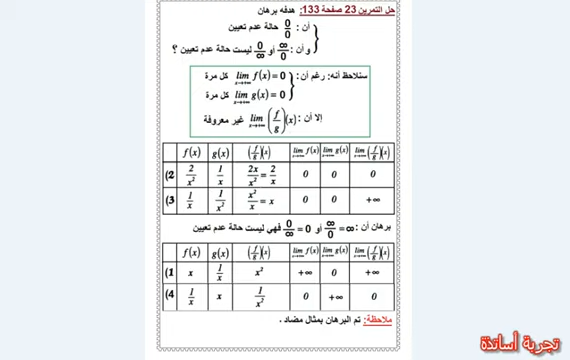 حل التمرين 23 صفحة 133: هدفه برهان
أن : 0/0 حالة عدم تعيين
و أن : ∞/0 أو 0/∞ ليست حالة عدم تعيين ؟
سنلاحظ أنه: رغم أن : lim x→+∞ f(x) = 0 كل مرة
lim x→+∞ g(x) = 0 كل مرة
إلا أن : lim x→+∞ (f/g)(x) غير معروفة
f(x) g(x) (f/g)(x) lim x→+∞ f(x) lim x→+∞ g(x) lim x→+∞ (f/g)(x)
(2 2/x² 1/x 2x/x² = 2/x 0 0 0
(3 1/x 1/x² x²/x = x 0 0 +∞
برهان أن : ∞/0 = ∞ أو 0/∞ = 0 فهي ليست حالة عدم تعيين
f(x) g(x) (f/g)(x) lim x→+∞ f(x) lim x→+∞ g(x) lim x→+∞ (f/g)(x)
(1 x 1/x x² +∞ 0 +∞
(4 1/x x 1/x² 0 +∞ 0
ملاحظة: تم البرهان بمثال مضاد .
تجربة أساتذة